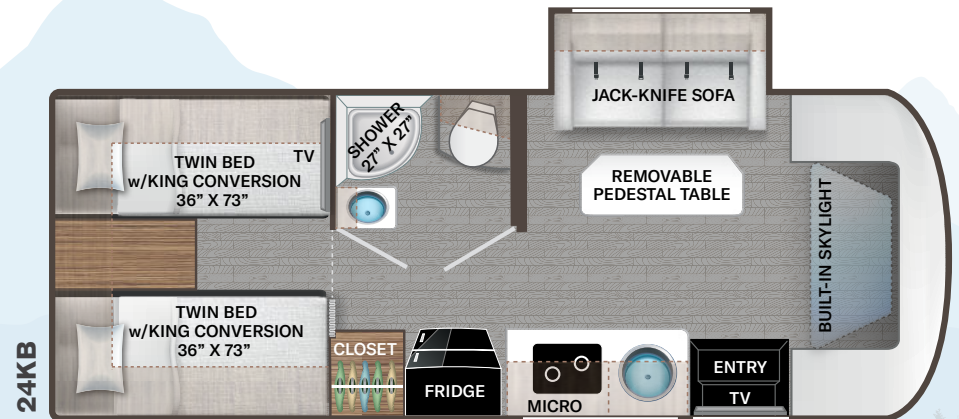 JACK-KNIFE SOFA
SHOWER
27” X 27”
TV
TWIN BED
w/KING CONVERSION
36” X 73”
REMOVABLE
PEDESTAL TABLE
BUILT-IN SKYLIGHT
TWIN BED
w/KING CONVERSION
36” X 73”
CLOSET
FRIDGE
MICRO
ENTRY
TV
24KB